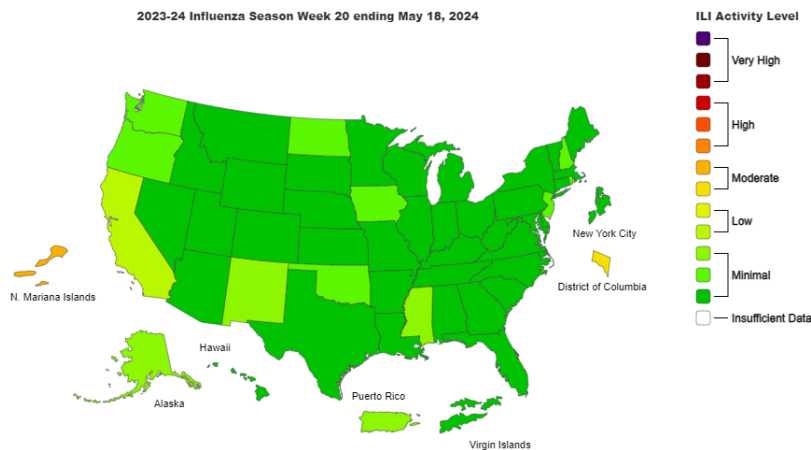 2023-24 Influenza Season Week 20 ending May 18, 2024
ILI Activity Level
Very High
High
Moderate
Low
Minimal
Insufficient Data
New York City
District of Columbia
N. Mariana Islands
Hawaii
Alaska
Puerto Rico
Virgin Islands